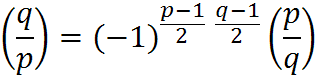 (q/p) = (−1)^((p−1)/2 (q−1)/2) (p/q)